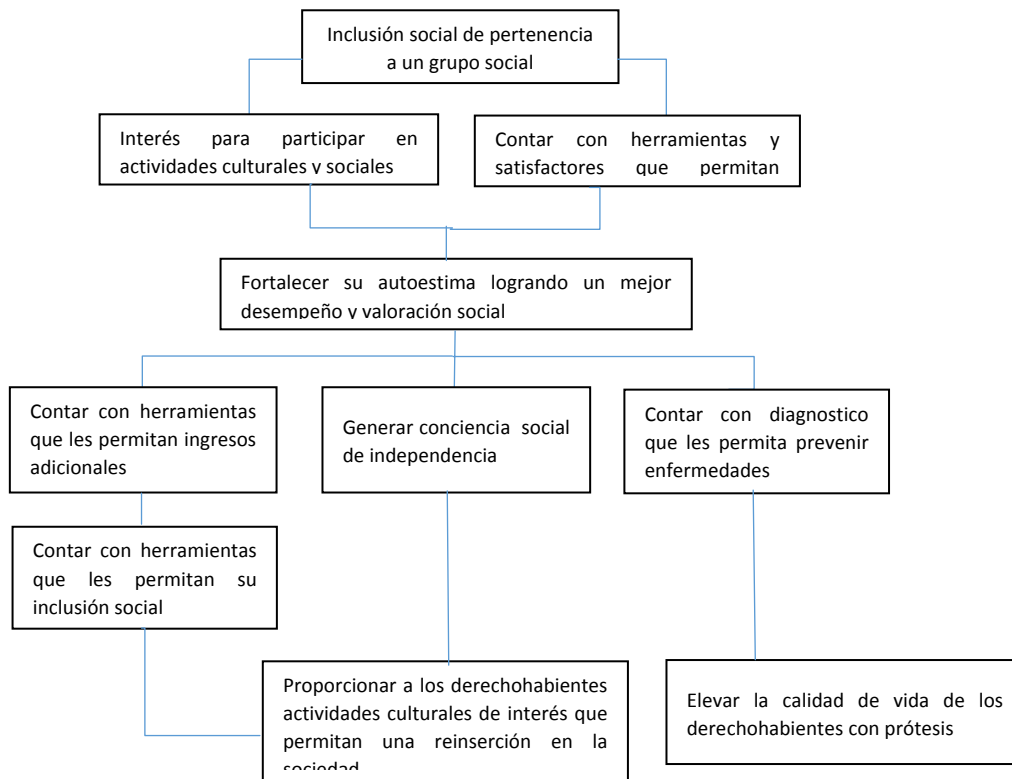 Inclusión social de pertenencia
a un grupo social
Interés para participar en
actividades culturales y sociales
Contar con herramientas y
satisfactores que permitan
Fortalecer su autoestima logrando un mejor
desempeño y valoración social
Contar con herramientas
que les permitan ingresos
adicionales
Generar conciencia social
de independencia
Contar con diagnostico
que les permita prevenir
enfermedades
Contar con herramientas
que les permitan su
inclusión social
Proporcionar a los derechohabientes
actividades culturales de interés que
permitan una reinserción en la
sociedad
Elevar la calidad de vida de los
derechohabientes con prótesis